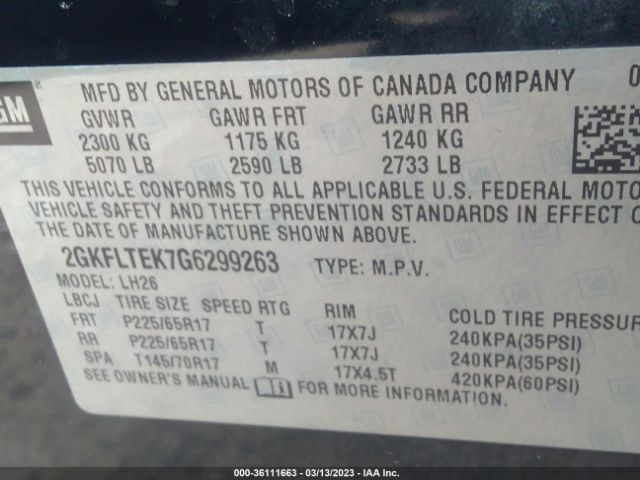 GM MFD BY GENERAL MOTORS OF CANADA COMPANY 0
GVWR GAWR FRT GAWR RR
2300 KG 1175 KG 1240 KG
5070 LB 2590 LB 2733 LB
THIS VEHICLE CONFORMS TO ALL APPLICABLE U.S. FEDERAL MOTO
VEHICLE SAFETY AND THEFT PREVENTION STANDARDS IN EFFECT O
THE DATE OF MANUFACTURE SHOWN ABOVE.
2GKFLTEK7G6299263 TYPE: M.P.V.
MODEL: LH26
LBCJ TIRE SIZE SPEED RTG RIM COLD TIRE PRESSUR
FRT P225/65R17 T 17X7J 240KPA(35PSI)
RR P225/65R17 T 17X7J 240KPA(35PSI)
SPA T145/70R17 M 17X4.5T 420KPA(60PSI)
SEE OWNER'S MANUAL FOR MORE INFORMATION.
000-36111663 - 03/13/2023 - IAA Inc.